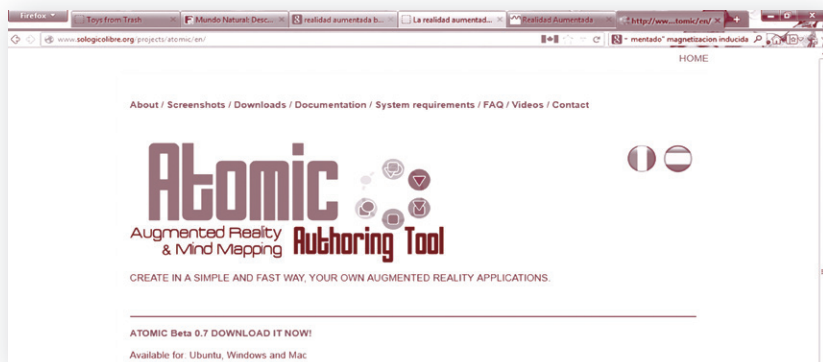 Firefox
Toys from Trash × Mundo Natural: Desc... × realidad aumentada b... × La realidad aumentad... × Realidad Aumentada × http://ww...tomic/en/ × +
www.sologicolibre.org/projects/atomic/en/ mentado" magnetizacion inducida
HOME
About / Screenshots / Downloads / Documentation / System requirements / FAQ / Videos / Contact
Atomic
Augmented Reality
& Mind Mapping Authoring Tool
CREATE IN A SIMPLE AND FAST WAY, YOUR OWN AUGMENTED REALITY APPLICATIONS.
ATOMIC Beta 0.7 DOWNLOAD IT NOW!
Available for: Ubuntu, Windows and Mac